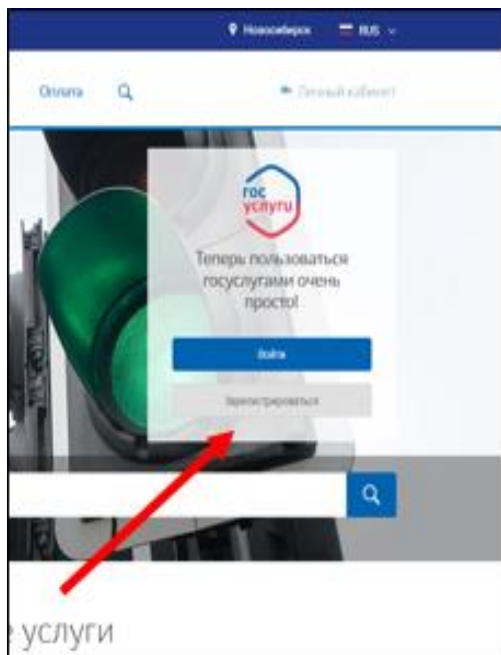 Новосибирск RUS
Оплата Личный кабинет
гос
услуги
Теперь пользоваться
госуслугами очень
просто!
Войти
Зарегистрироваться
услуги